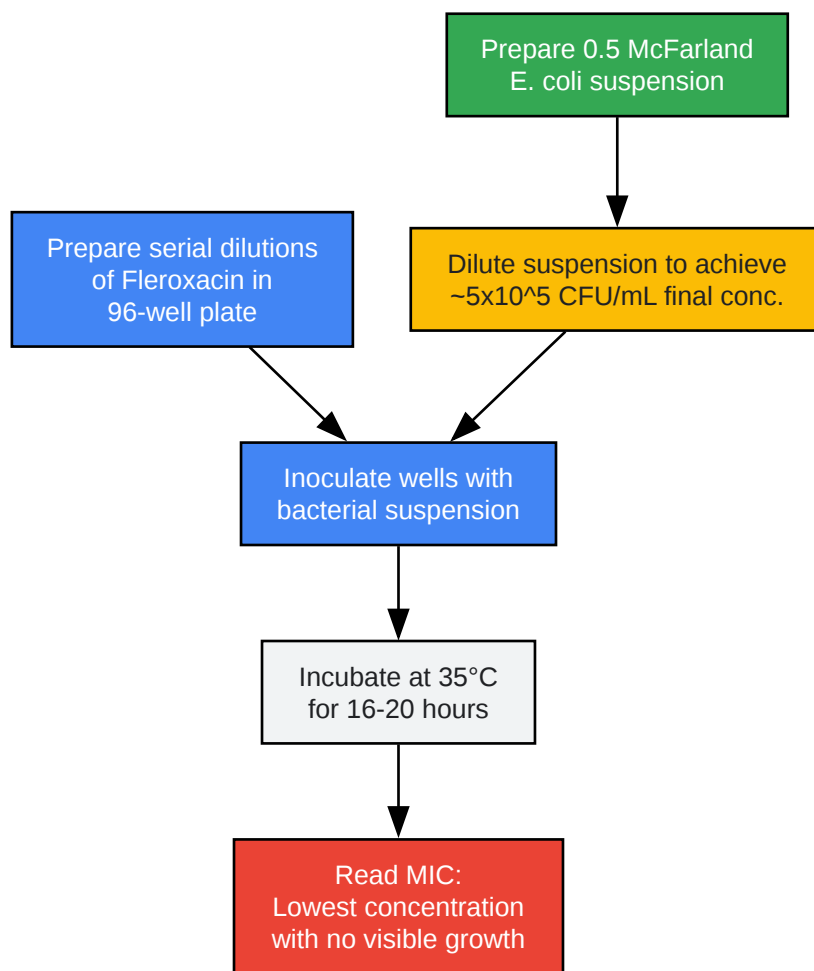 Prepare 0.5 McFarland
E. coli suspension
Prepare serial dilutions
of Fleroxacin in
96-well plate
Dilute suspension to achieve
~5x10^5 CFU/mL final conc.
Inoculate wells with
bacterial suspension
Incubate at 35°C
for 16-20 hours
Read MIC:
Lowest concentration
with no visible growth